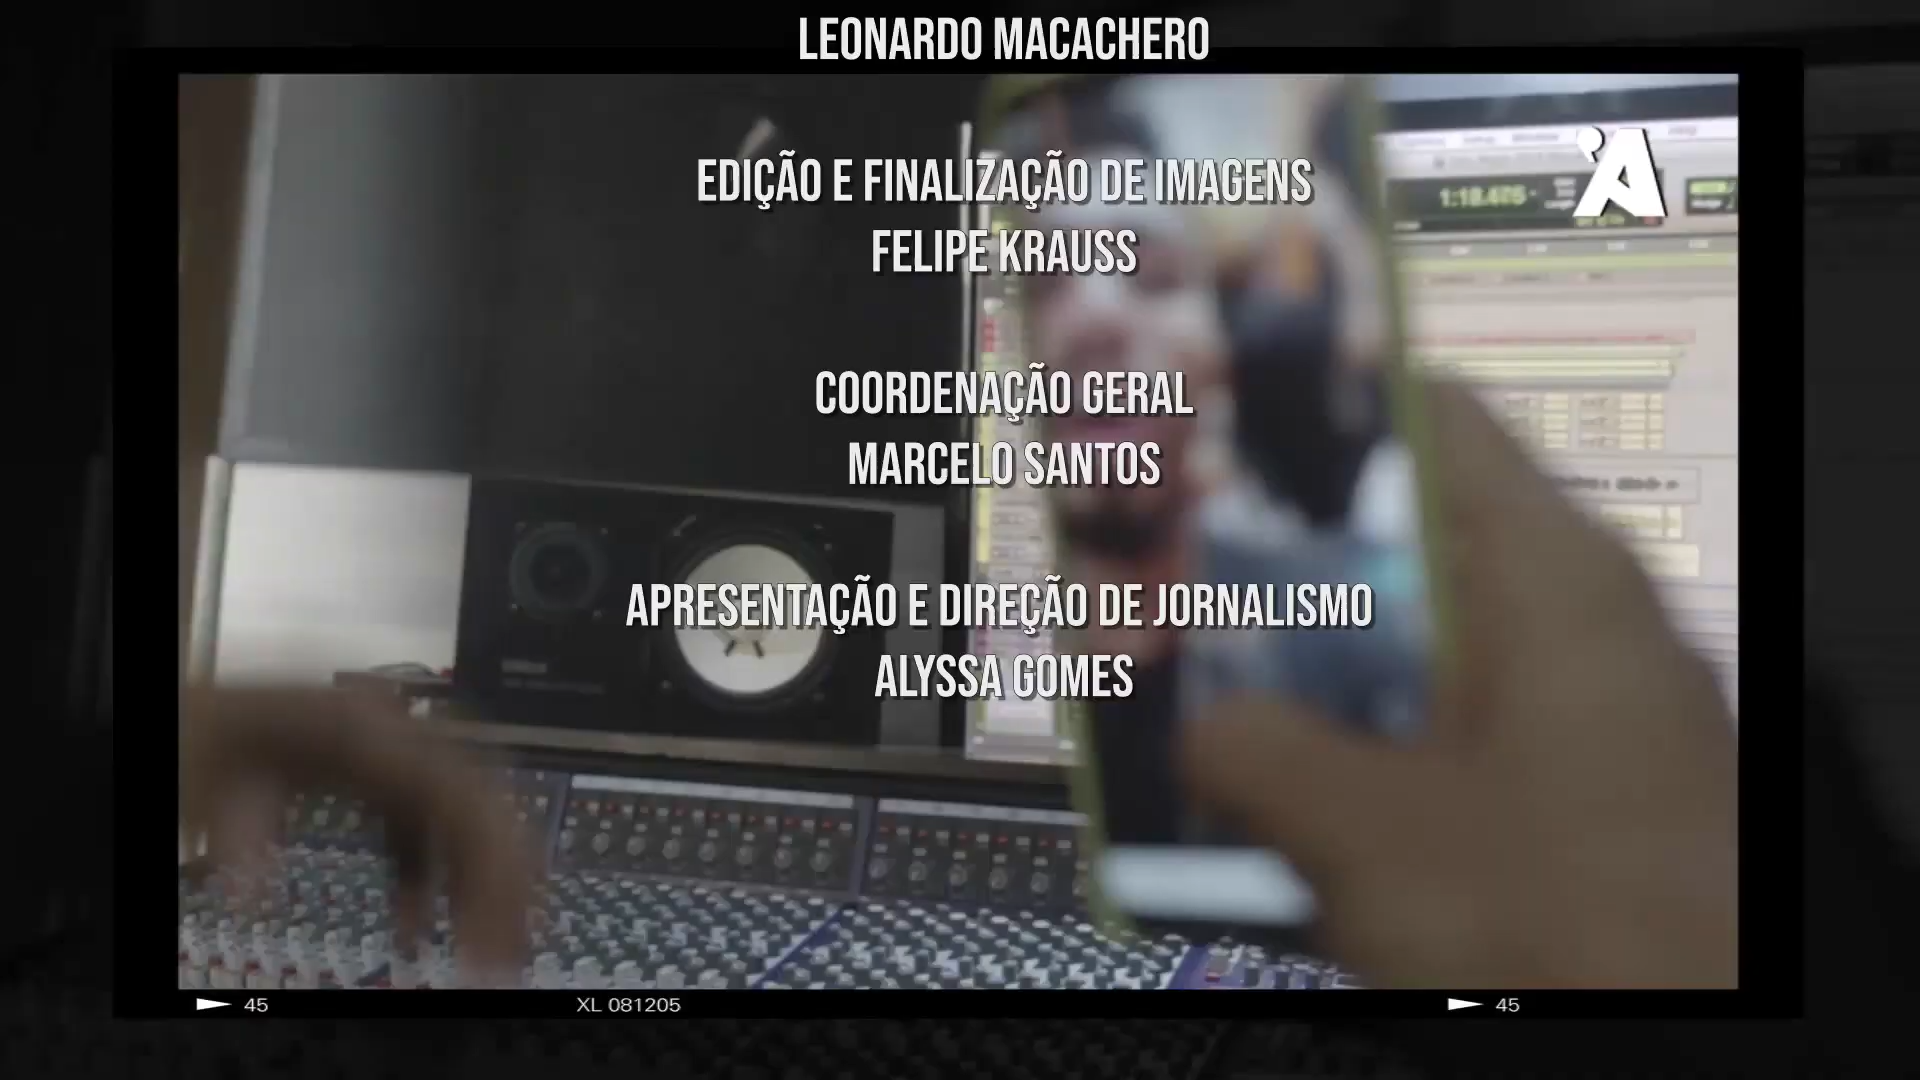 LEONARDO MACACHERO
EDIÇÃO E FINALIZAÇÃO DE IMAGENS
FELIPE KRAUSS
COORDENAÇÃO GERAL
MARCELO SANTOS
APRESENTAÇÃO E DIREÇÃO DE JORNALISMO
ALYSSA GOMES
'A
45
XL 081205
45